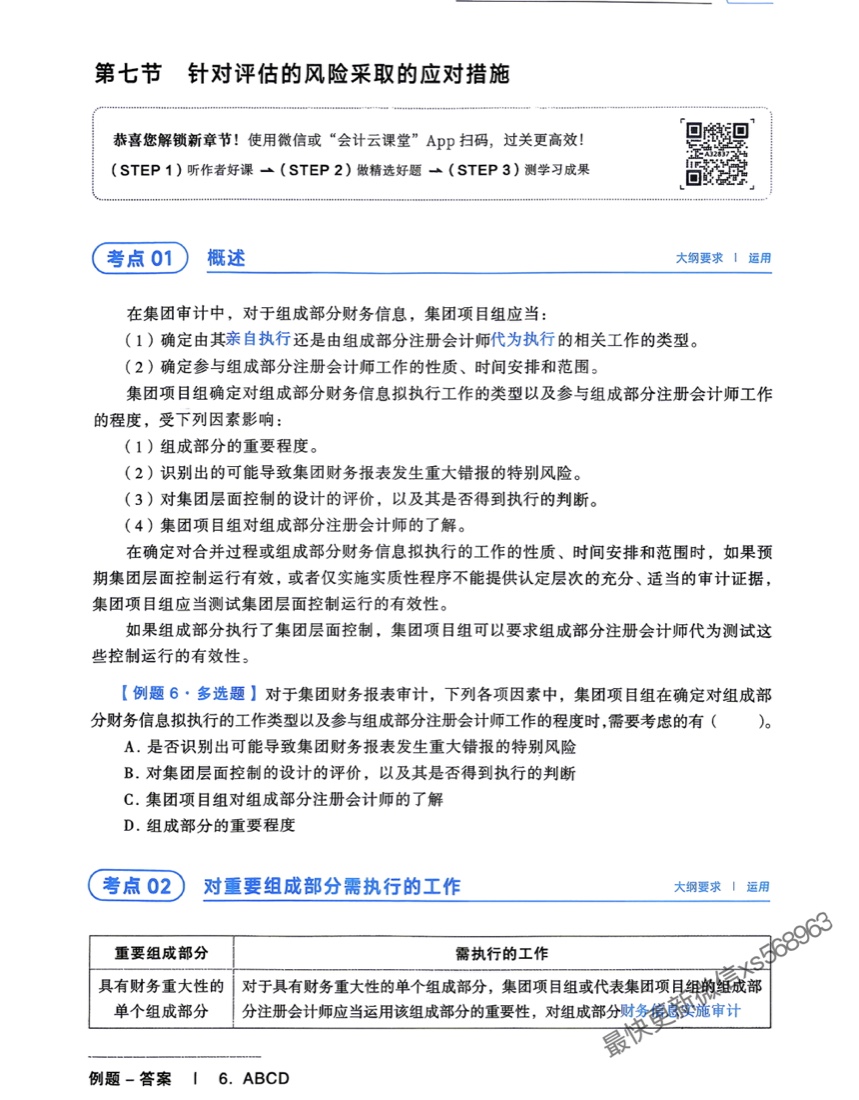 第七节 针对评估的风险采取的应对措施
恭喜您解锁新章节！使用微信或“会计云课堂”App 扫码，过关更高效！
（STEP 1）听作者好课 →（STEP 2）做精选好题 →（STEP 3）测学习成果
A32837
考点 01 概述 大纲要求 | 运用
在集团审计中，对于组成部分财务信息，集团项目组应当：
（1）确定由其亲自执行还是由组成部分注册会计师代为执行的相关工作的类型。
（2）确定参与组成部分注册会计师工作的性质、时间安排和范围。
集团项目组确定对组成部分财务信息拟执行工作的类型以及参与组成部分注册会计师工作
的程度，受下列因素影响：
（1）组成部分的重要程度。
（2）识别出的可能导致集团财务报表发生重大错报的特别风险。
（3）对集团层面控制的设计的评价，以及其是否得到执行的判断。
（4）集团项目组对组成部分注册会计师的了解。
在确定对合并过程或组成部分财务信息拟执行的工作的性质、时间安排和范围时，如果预
期集团层面控制运行有效，或者仅实施实质性程序不能提供认定层次的充分、适当的审计证据，
集团项目组应当测试集团层面控制运行的有效性。
如果组成部分执行了集团层面控制，集团项目组可以要求组成部分注册会计师代为测试这
些控制运行的有效性。
【例题 6·多选题】对于集团财务报表审计，下列各项因素中，集团项目组在确定对组成部
分财务信息拟执行的工作类型以及参与组成部分注册会计师工作的程度时，需要考虑的有（ ）。
A. 是否识别出可能导致集团财务报表发生重大错报的特别风险
B. 对集团层面控制的设计的评价，以及其是否得到执行的判断
C. 集团项目组对组成部分注册会计师的了解
D. 组成部分的重要程度
考点 02 对重要组成部分需执行的工作 大纲要求 | 运用
重要组成部分 需执行的工作
具有财务重大性的 对于具有财务重大性的单个组成部分，集团项目组或代表集团项目组的组成部
单个组成部分 分注册会计师应当运用该组成部分的重要性，对组成部分财务信息实施审计
最快更新微信xs568963
例题－答案 | 6. ABCD